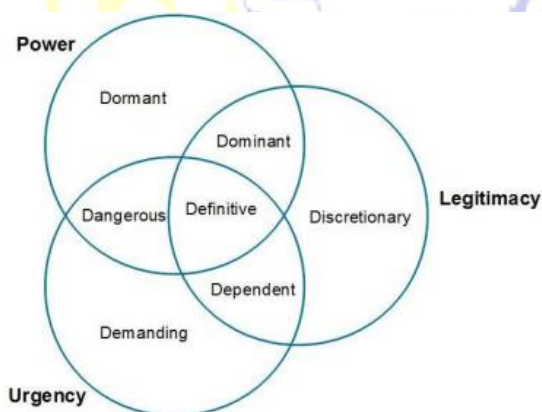 Power
Dormant
Dominant
Legitimacy
Dangerous
Definitive
Discretionary
Dependent
Demanding
Urgency